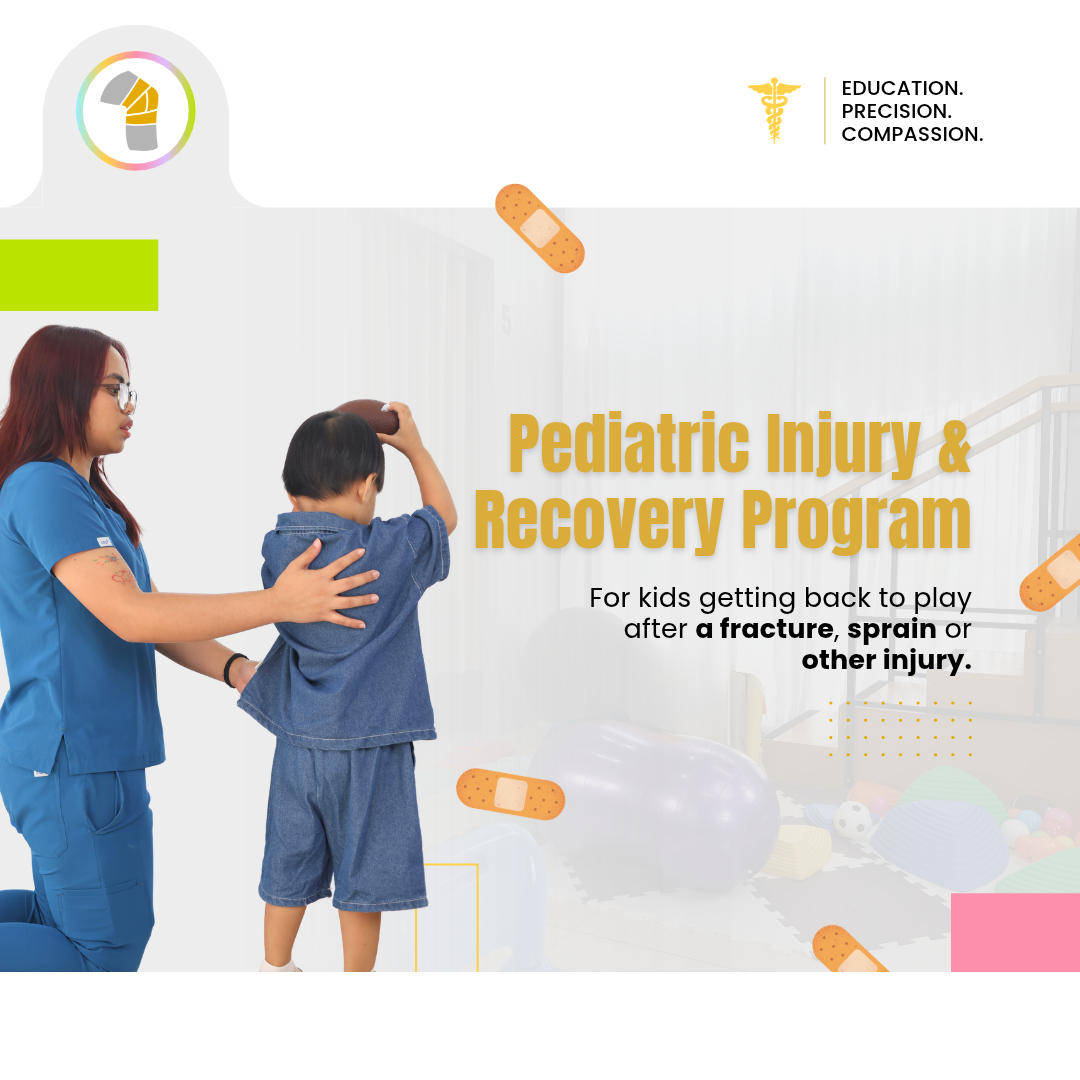 EDUCATION.
PRECISION.
COMPASSION.
Pediatric Injury &
Recovery Program
For kids getting back to play
after a fracture, sprain or
other injury.